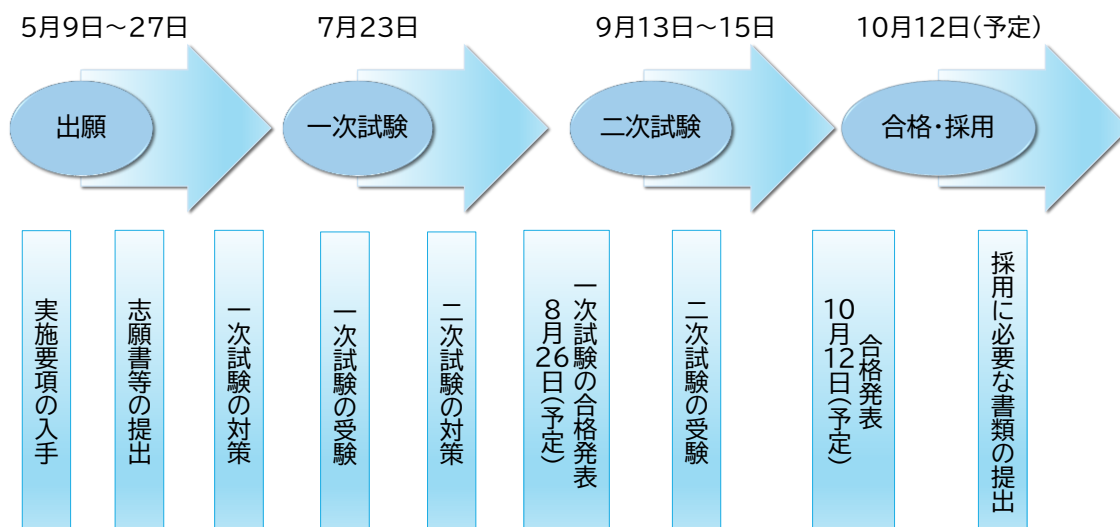 5月9日～27日
7月23日
9月13日～15日
10月12日(予定)
出願
一次試験
二次試験
合格・採用
実施要項の入手
志願書等の提出
一次試験の対策
一次試験の受験
二次試験の対策
一次試験の合格発表
8月26日(予定)
二次試験の受験
合格発表
10月12日(予定)
採用に必要な書類の提出